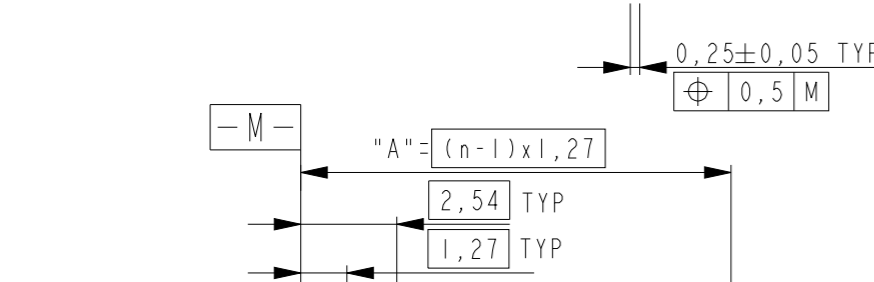 0,25±0,05 TYP
⌖ 0,5 M
-M-
"A"=(n-1)x1,27
2,54 TYP
1,27 TYP